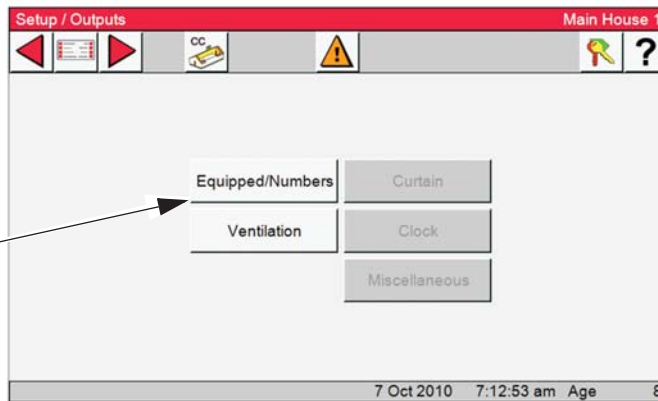 Setup / Outputs Main House 1
CC ?
Equipped/Numbers Curtain
Ventilation Clock
Miscellaneous
7 Oct 2010 7:12:53 am Age 8